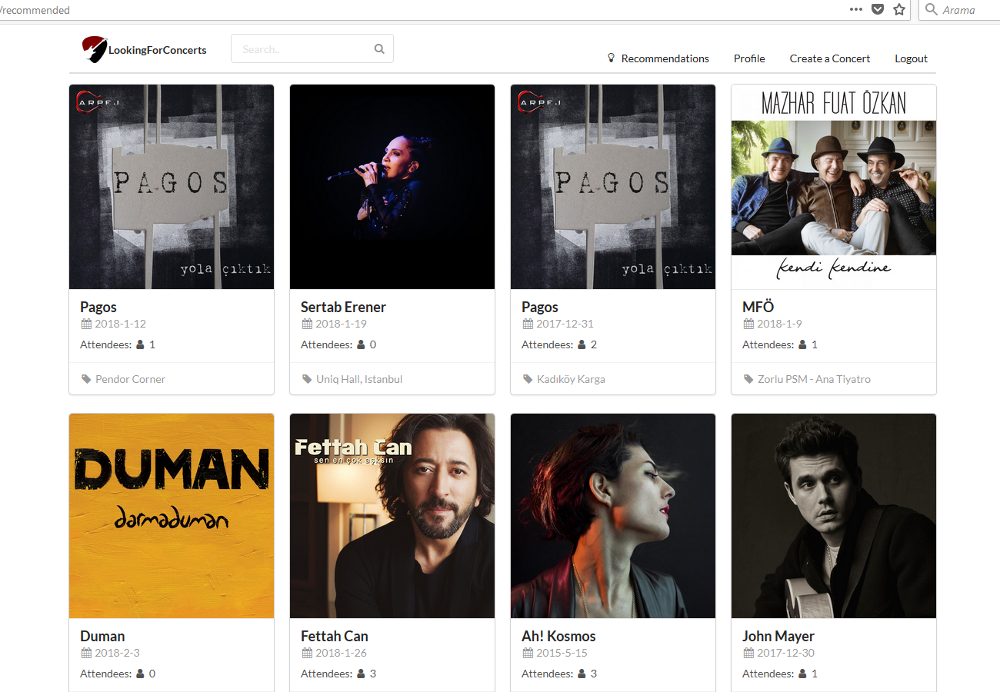 /recommended
Arama
LookingForConcerts
Search..
Recommendations
Profile
Create a Concert
Logout
ARPEJ
PAGOS
yola çıktık
Pagos
2018-1-12
Attendees: 1
Pendor Corner
Sertab Erener
2018-1-19
Attendees: 0
Uniq Hall, Istanbul
ARPEJ
PAGOS
yola çıktık
Pagos
2017-12-31
Attendees: 2
Kadıköy Karga
MAZHAR FUAT ÖZKAN
kendi kendine
MFÖ
2018-1-9
Attendees: 1
Zorlu PSM - Ana Tiyatro
DUMAN
darmaduman
Duman
2018-2-3
Attendees: 0
Fettah Can
sen en çok aşksın
Fettah Can
2018-1-26
Attendees: 3
Ah! Kosmos
2015-5-15
Attendees: 3
John Mayer
2017-12-30
Attendees: 1